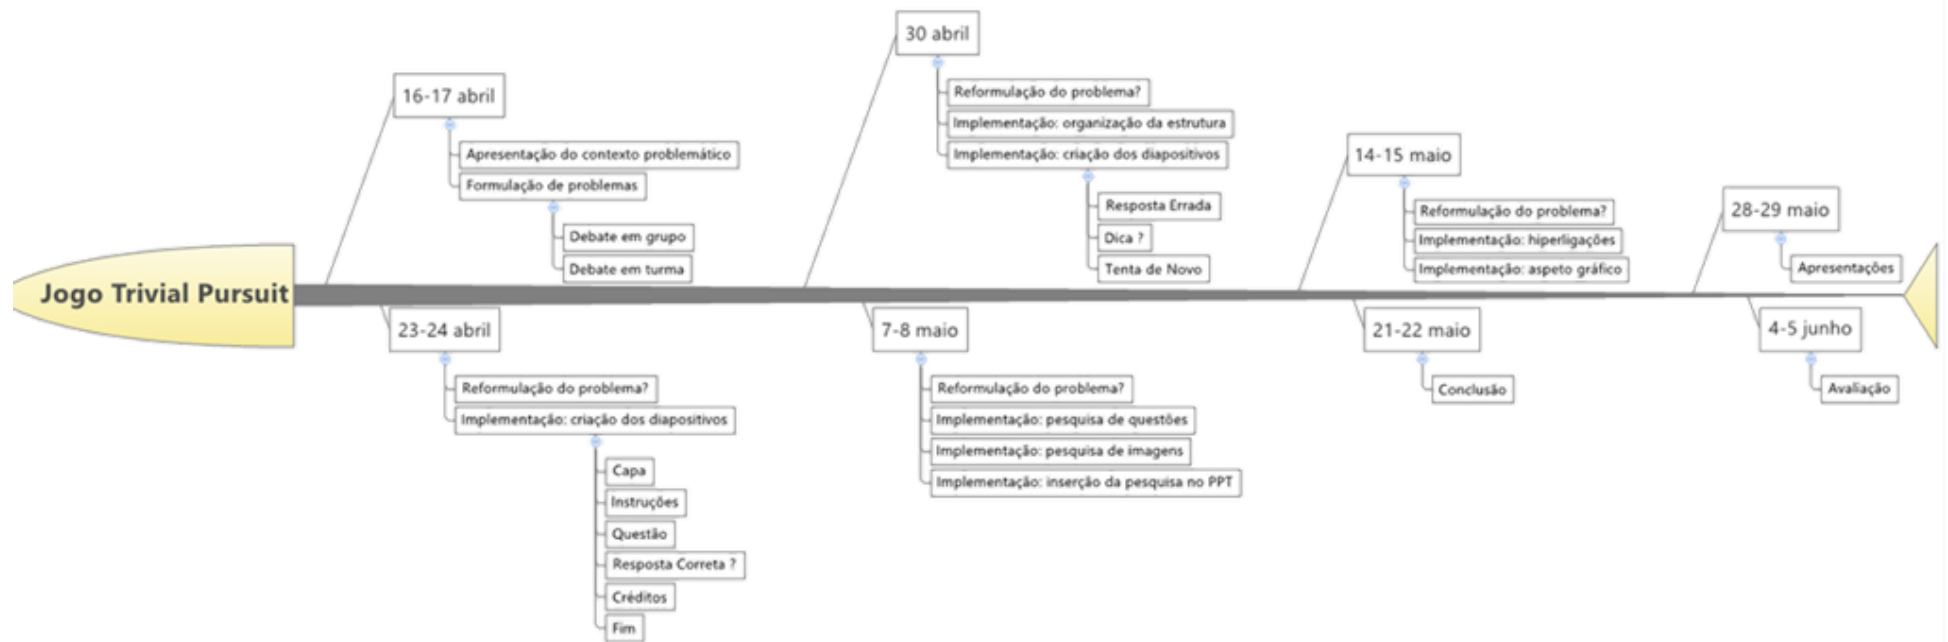 Jogo Trivial Pursuit
16-17 abril
Apresentação do contexto problemático
Formulação de problemas
Debate em grupo
Debate em turma
23-24 abril
Reformulação do problema?
Implementação: criação dos diapositivos
Capa
Instruções
Questão
Resposta Correta ?
Créditos
Fim
30 abril
Reformulação do problema?
Implementação: organização da estrutura
Implementação: criação dos diapositivos
Resposta Errada
Dica ?
Tenta de Novo
7-8 maio
Reformulação do problema?
Implementação: pesquisa de questões
Implementação: pesquisa de imagens
Implementação: inserção da pesquisa no PPT
14-15 maio
Reformulação do problema?
Implementação: hiperligações
Implementação: aspeto gráfico
21-22 maio
Conclusão
28-29 maio
Apresentações
4-5 junho
Avaliação